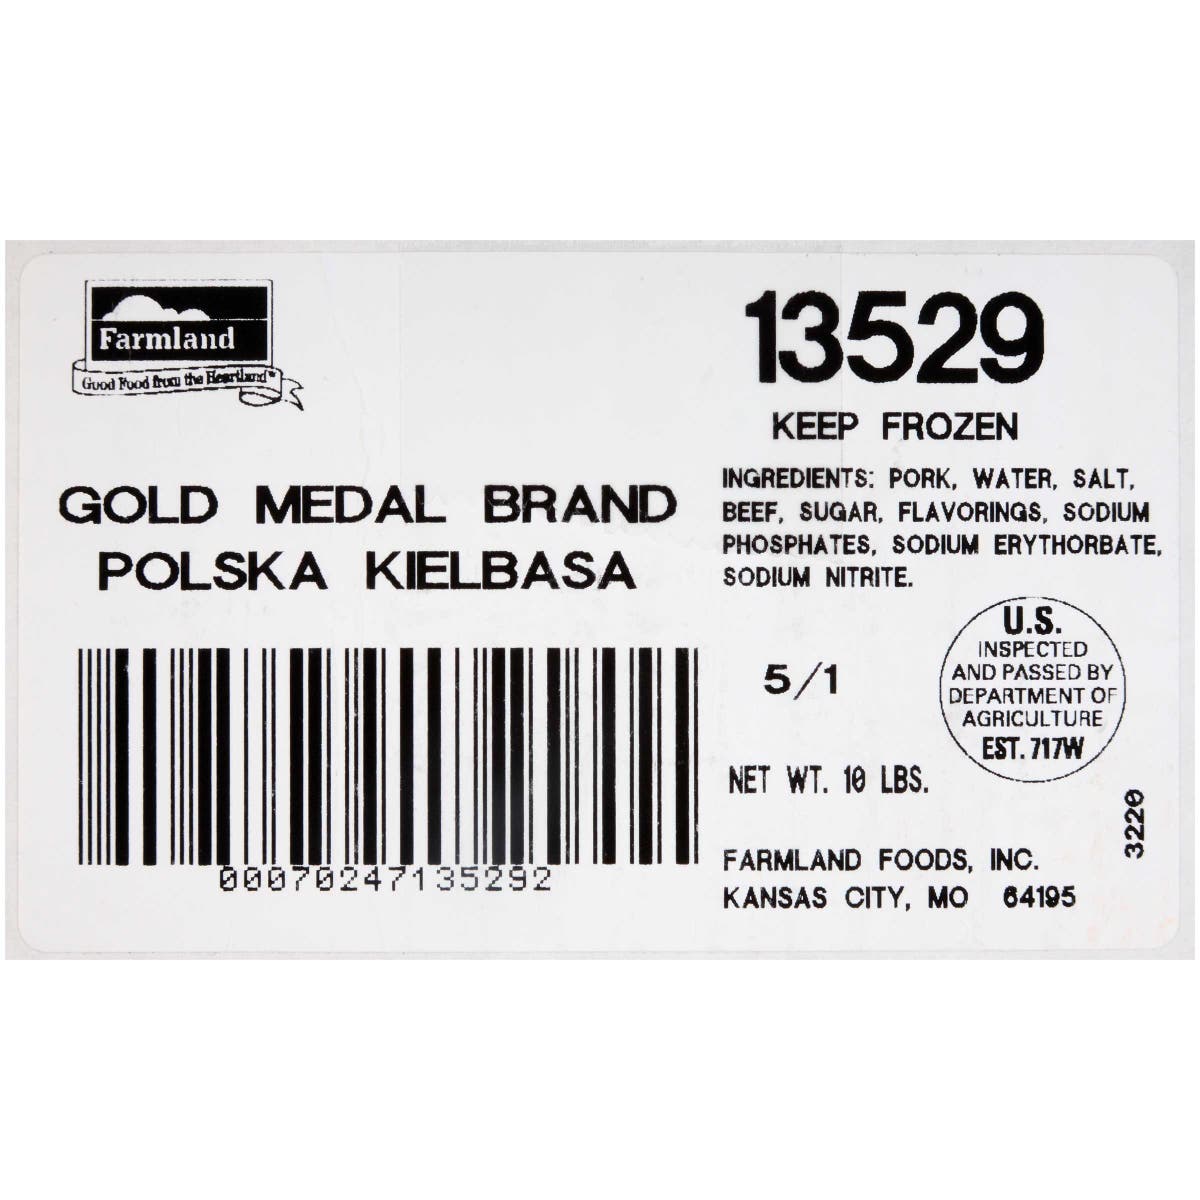 Farmland
Good Food from the Heartland™
13529
KEEP FROZEN
GOLD MEDAL BRAND
POLSKA KIELBASA
INGREDIENTS: PORK, WATER, SALT,
BEEF, SUGAR, FLAVORINGS, SODIUM
PHOSPHATES, SODIUM ERYTHORBATE,
SODIUM NITRITE.
5/1
U.S.
INSPECTED
AND PASSED BY
DEPARTMENT OF
AGRICULTURE
EST. 717W
NET WT. 10 LBS.
3220
00070247135292
FARMLAND FOODS, INC.
KANSAS CITY, MO 64195